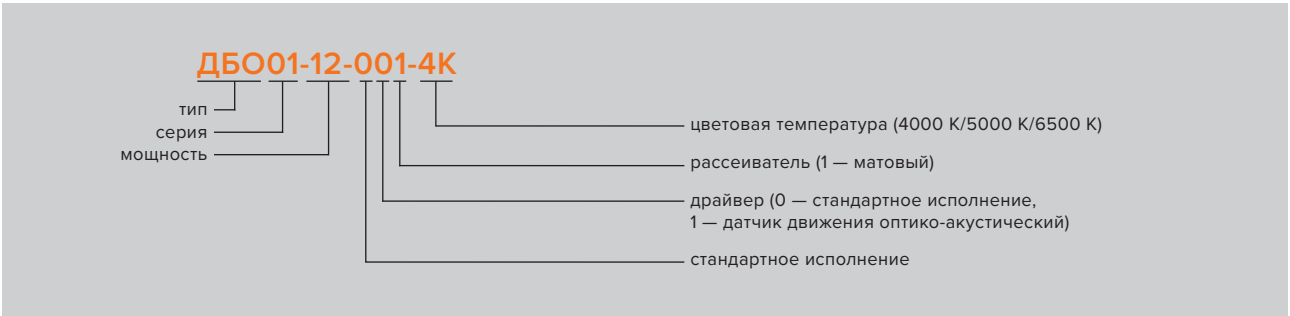 ДБО01-12-001-4К
тип
серия
мощность
цветовая температура (4000 К/5000 К/6500 К)
рассеиватель (1 — матовый)
драйвер (0 — стандартное исполнение,
1 — датчик движения оптико-акустический)
стандартное исполнение